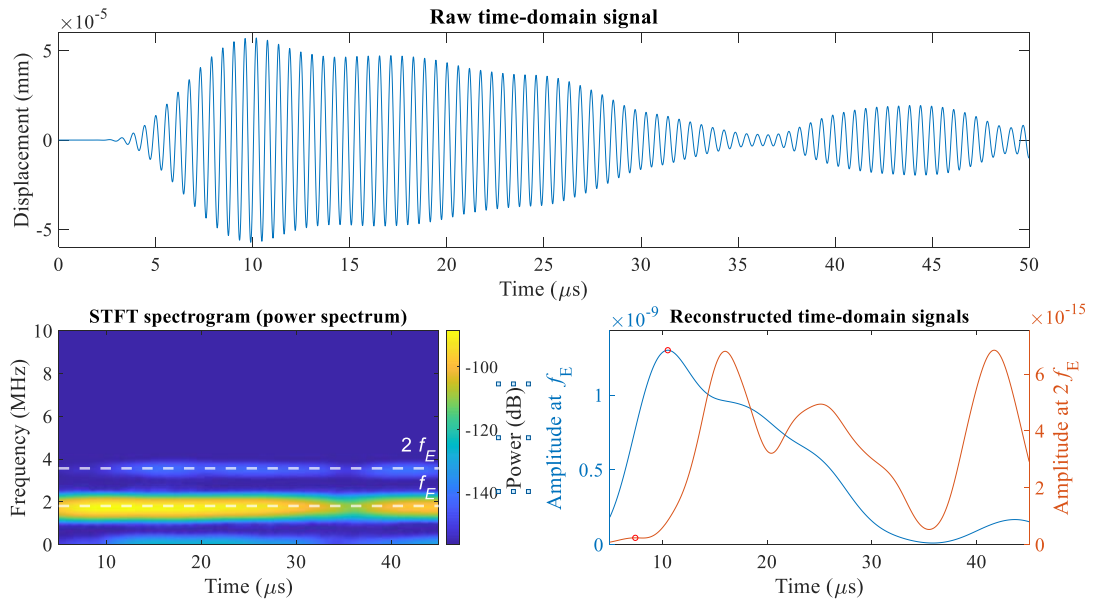 Raw time-domain signal
×10⁻⁵
5
0
-5
Displacement (mm)
0 5 10 15 20 25 30 35 40 45 50
Time (μs)
STFT spectrogram (power spectrum)
10
8
6
4
2
0
Frequency (MHz)
2 f_E
f_E
10 20 30 40
Time (μs)
-100
-120
-140
Power (dB)
Reconstructed time-domain signals
×10⁻⁹
1
0.5
0
Amplitude at f_E
×10⁻¹⁵
6
4
2
0
Amplitude at 2 f_E
10 20 30 40
Time (μs)